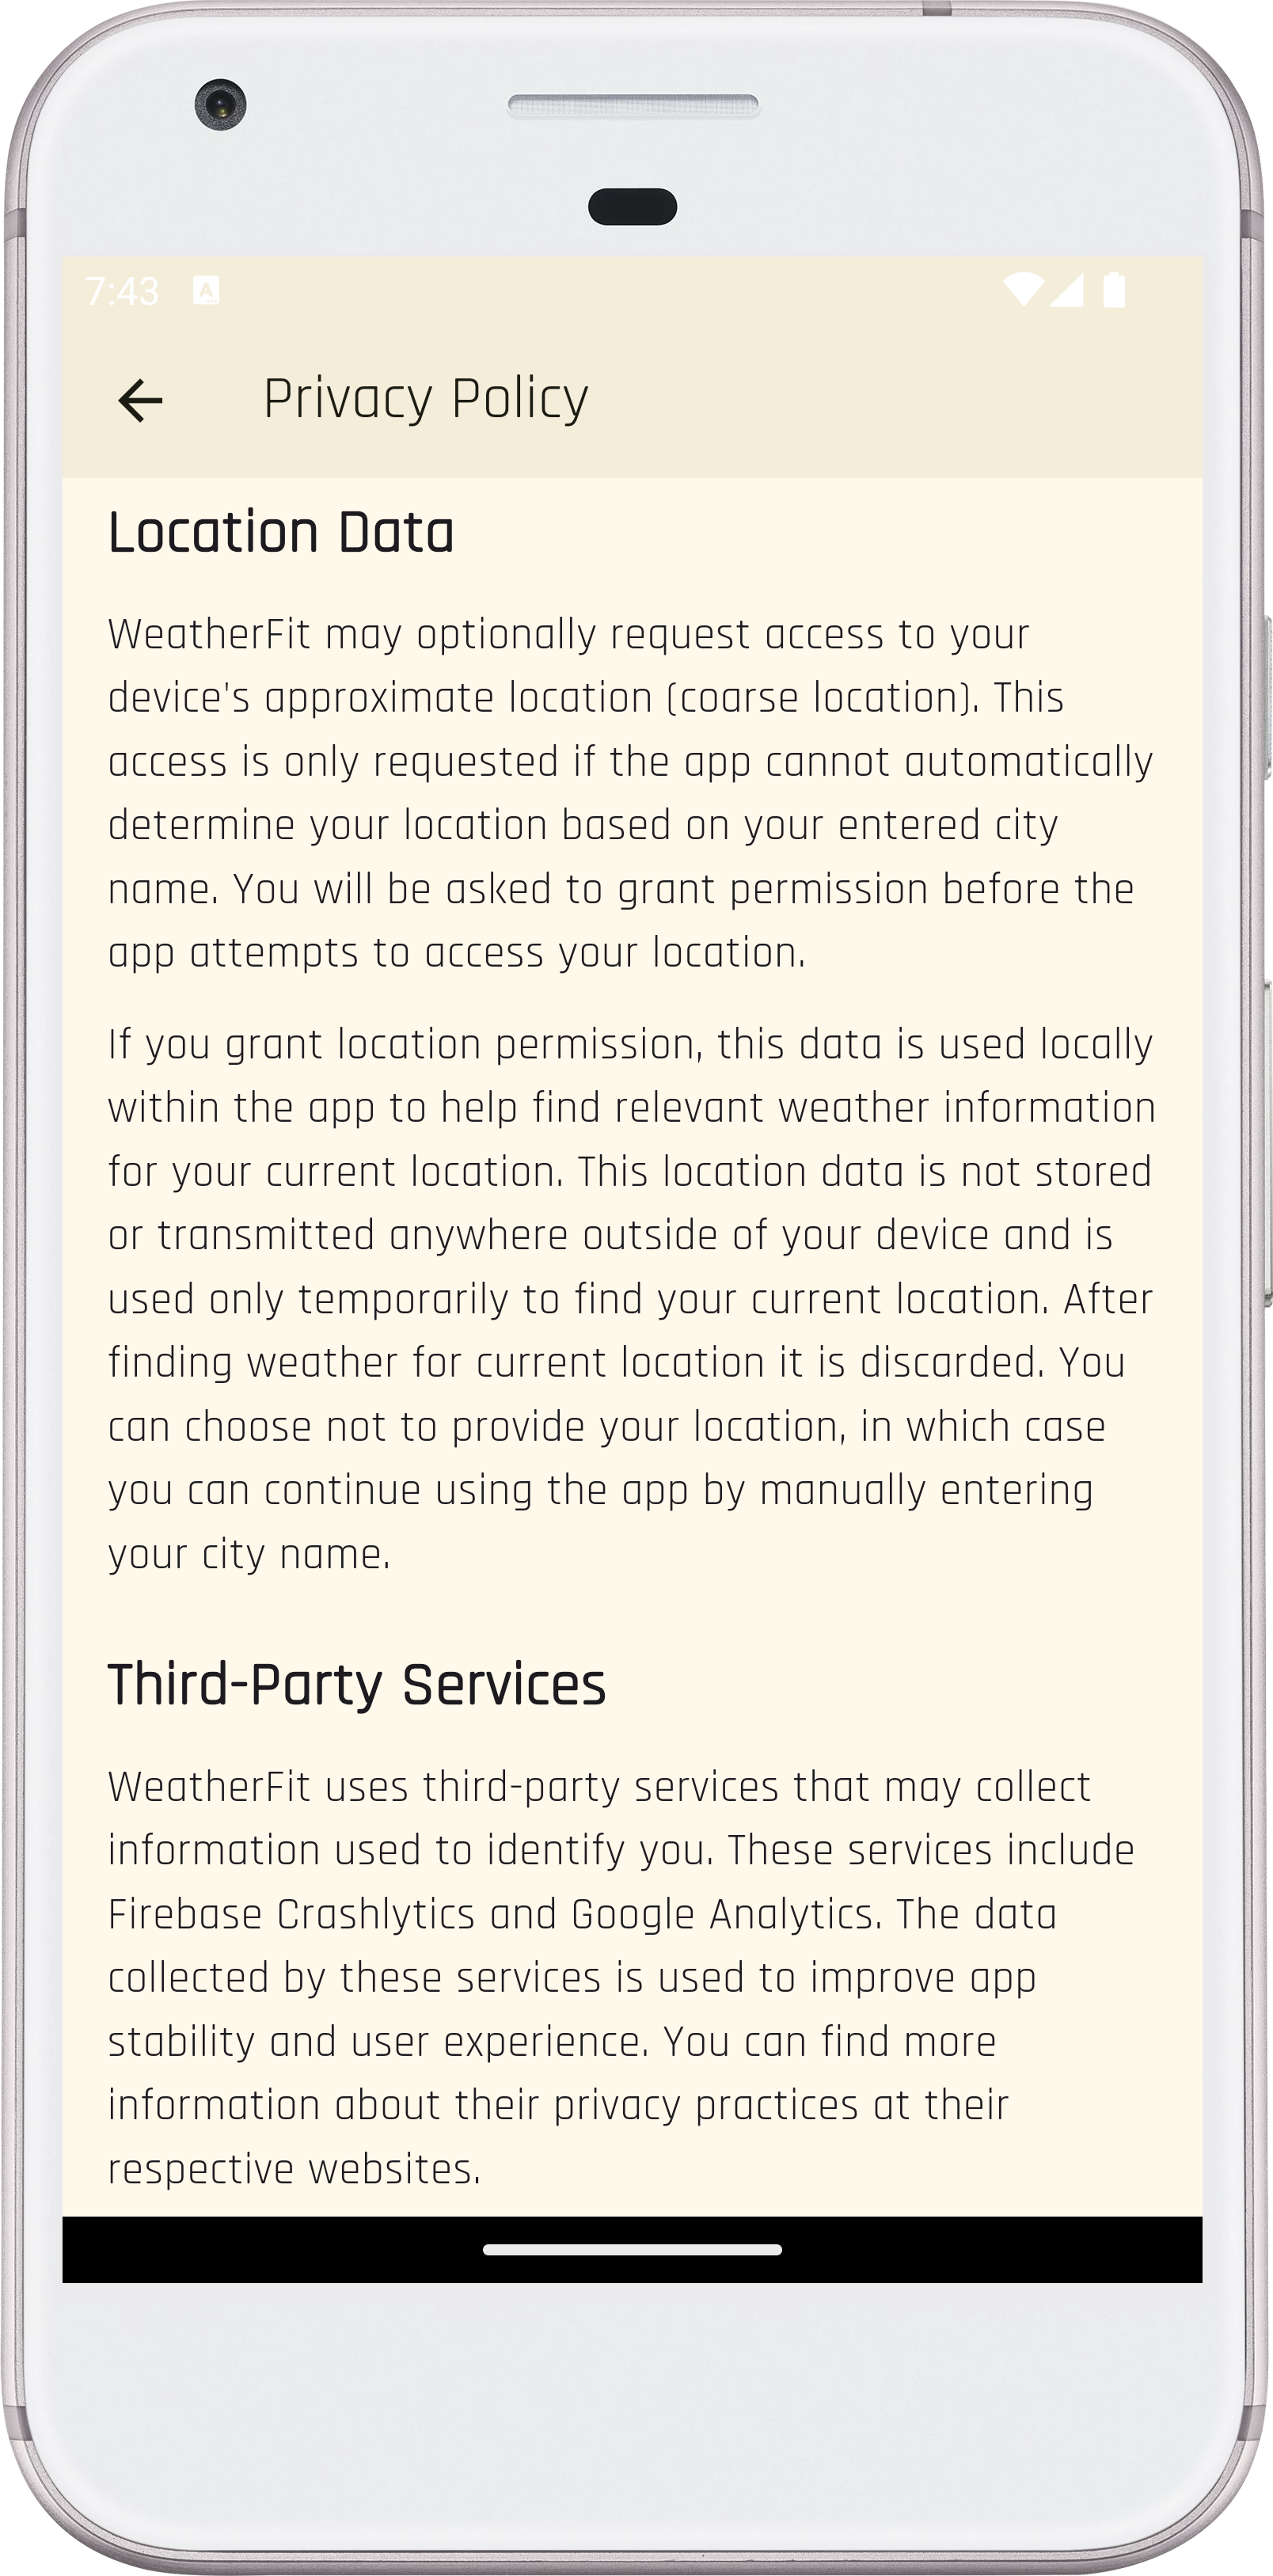 7:43
Privacy Policy
Location Data
WeatherFit may optionally request access to your
device's approximate location (coarse location). This
access is only requested if the app cannot automatically
determine your location based on your entered city
name. You will be asked to grant permission before the
app attempts to access your location.
If you grant location permission, this data is used locally
within the app to help find relevant weather information
for your current location. This location data is not stored
or transmitted anywhere outside of your device and is
used only temporarily to find your current location. After
finding weather for current location it is discarded. You
can choose not to provide your location, in which case
you can continue using the app by manually entering
your city name.
Third-Party Services
WeatherFit uses third-party services that may collect
information used to identify you. These services include
Firebase Crashlytics and Google Analytics. The data
collected by these services is used to improve app
stability and user experience. You can find more
information about their privacy practices at their
respective websites.